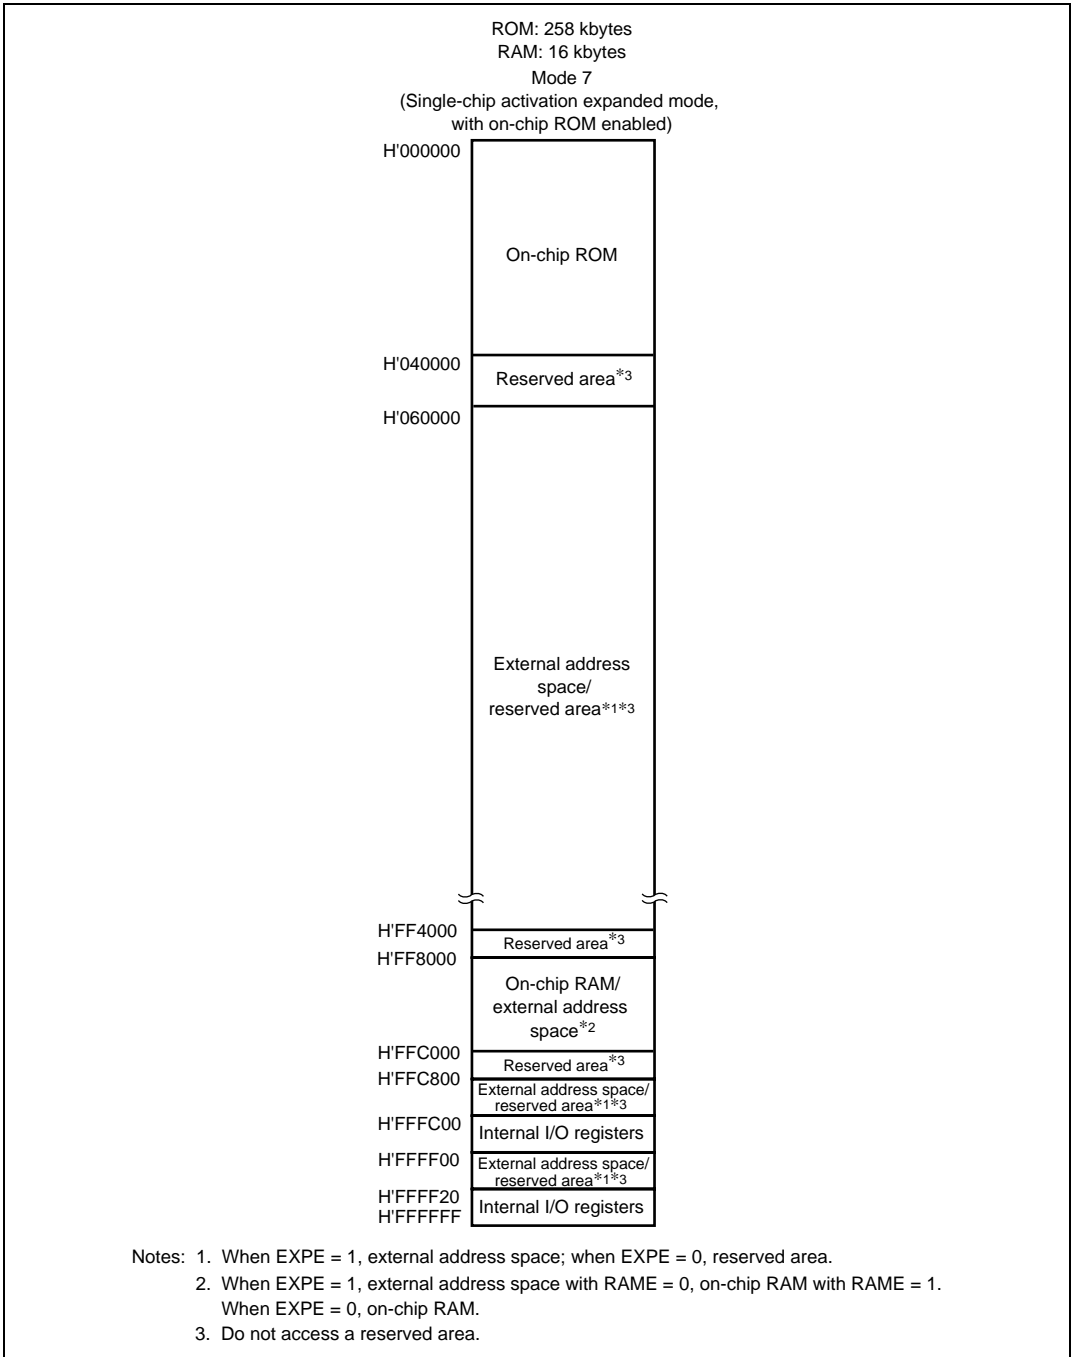 ROM: 258 kbytes
RAM: 16 kbytes
Mode 7
(Single-chip activation expanded mode,
with on-chip ROM enabled)
H'000000
On-chip ROM
H'040000
Reserved area*3
H'060000
External address
space/
reserved area*1*3
H'FF4000
Reserved area*3
H'FF8000
On-chip RAM/
external address
space*2
H'FFC000
Reserved area*3
H'FFC800
External address space/
reserved area*1*3
H'FFFC00
Internal I/O registers
H'FFFF00
External address space/
reserved area*1*3
H'FFFF20
Internal I/O registers
H'FFFFFF
Notes: 1. When EXPE = 1, external address space; when EXPE = 0, reserved area.
2. When EXPE = 1, external address space with RAME = 0, on-chip RAM with RAME = 1.
When EXPE = 0, on-chip RAM.
3. Do not access a reserved area.